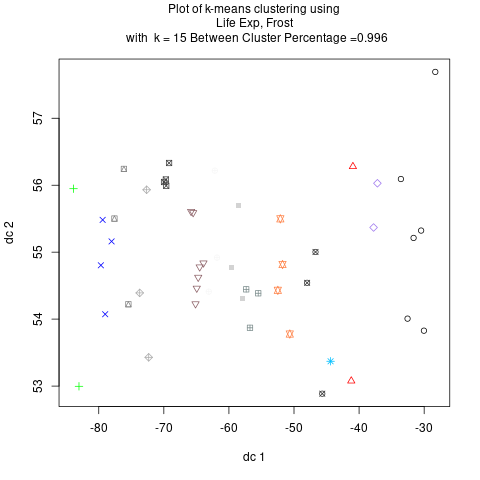 Plot of k-means clustering using
Life Exp, Frost
with k = 15 Between Cluster Percentage =0.996
57
56
55
54
53
dc 2
-80 -70 -60 -50 -40 -30
dc 1